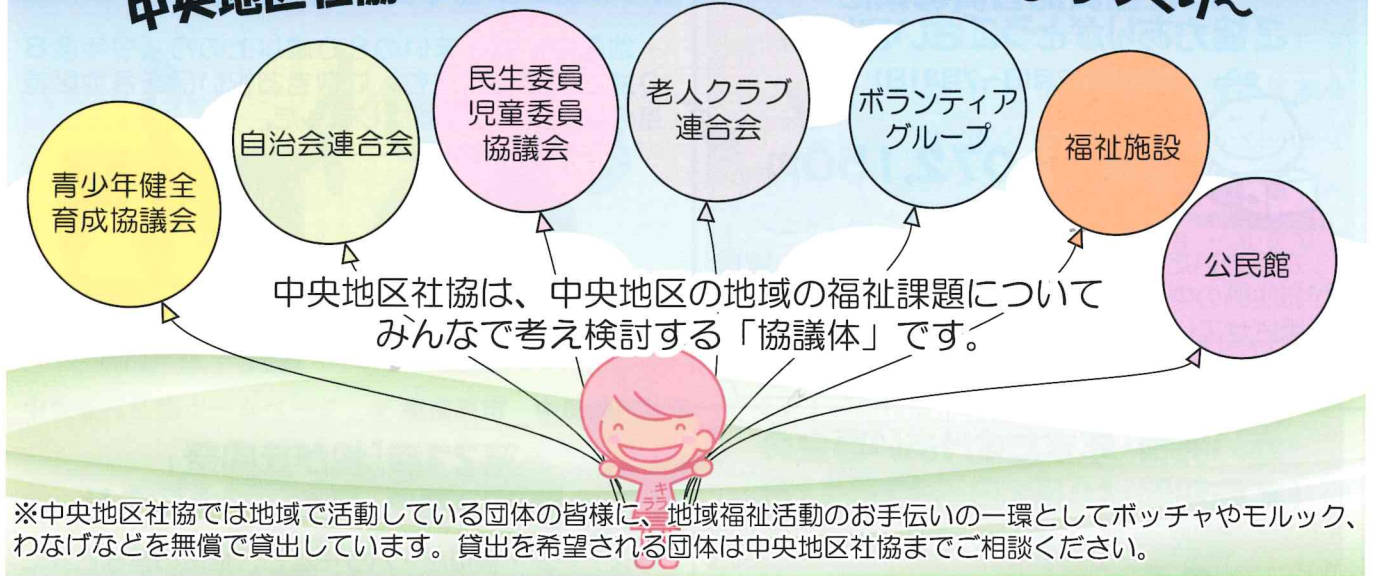 中央地区社協
青少年健全
育成協議会
自治会連合会
民生委員
児童委員
協議会
老人クラブ
連合会
ボランティア
グループ
福祉施設
公民館
中央地区社協は、中央地区の地域の福祉課題について
みんなで考え検討する「協議体」です。
キ
ララ
※中央地区社協では地域で活動している団体の皆様に、地域福祉活動のお手伝いの一環としてボッチャやモルック、
わなげなどを無償で貸出しています。貸出を希望される団体は中央地区社協までご相談ください。